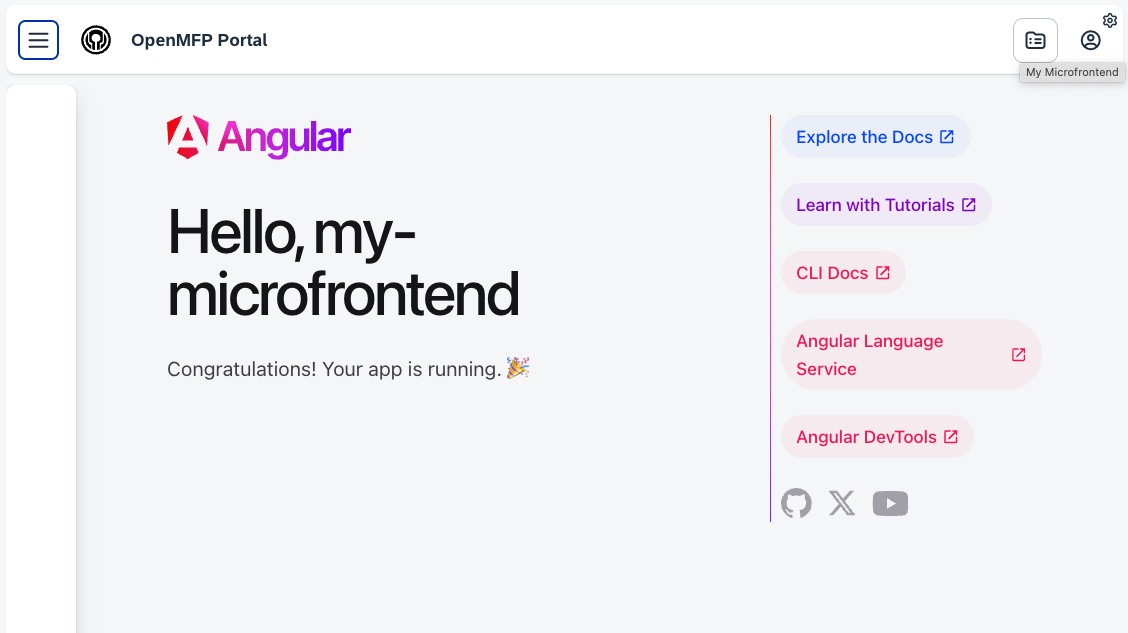 OpenMFP Portal
My Microfrontend
Angular
Hello, my-
microfrontend
Congratulations! Your app is running. 🎉
Explore the Docs
Learn with Tutorials
CLI Docs
Angular Language
Service
Angular DevTools